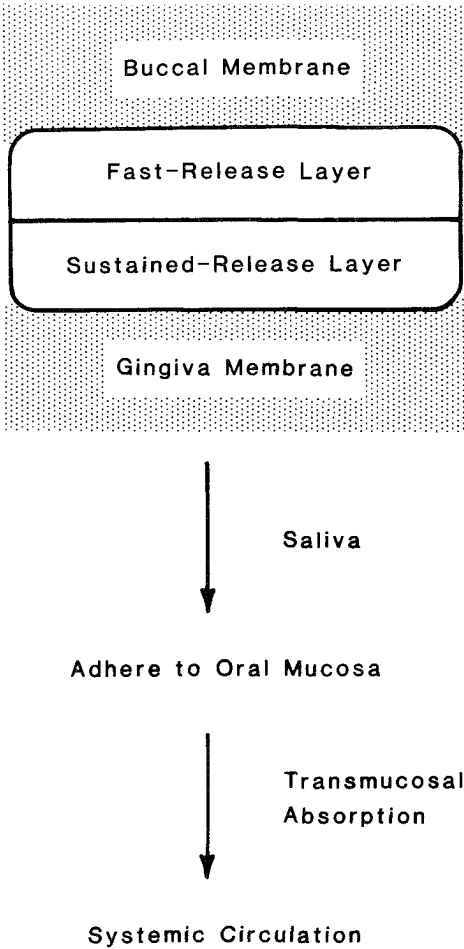 Buccal Membrane
Fast-Release Layer
Sustained-Release Layer
Gingiva Membrane
Saliva
Adhere to Oral Mucosa
Transmucosal
Absorption
Systemic Circulation